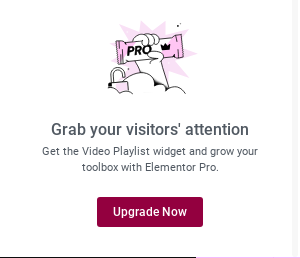 PRO
Grab your visitors' attention
Get the Video Playlist widget and grow your
toolbox with Elementor Pro.
Upgrade Now